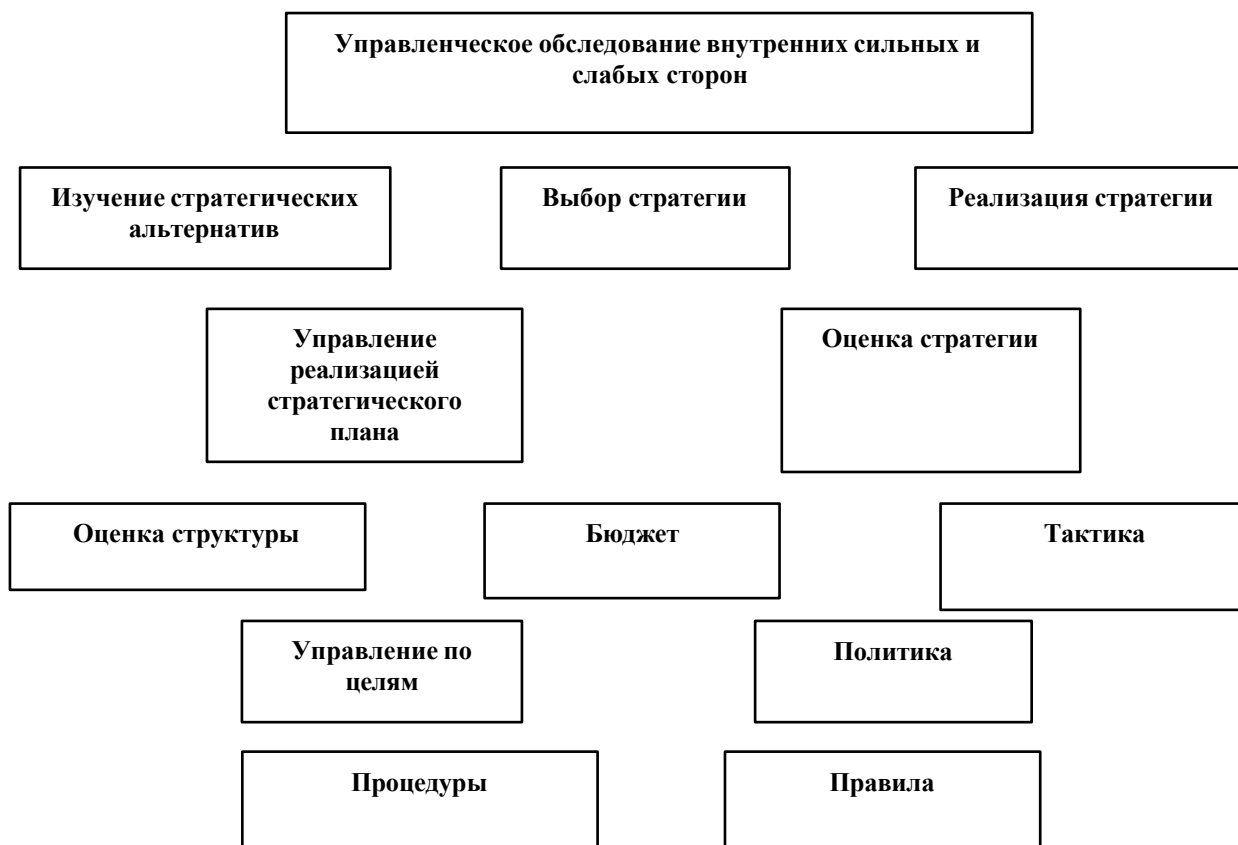 Управленческое обследование внутренних сильных и
слабых сторон
Изучение стратегических
альтернатив
Выбор стратегии
Реализация стратегии
Управление
реализацией
стратегического
плана
Оценка стратегии
Оценка структуры
Бюджет
Тактика
Управление по
целям
Политика
Процедуры
Правила